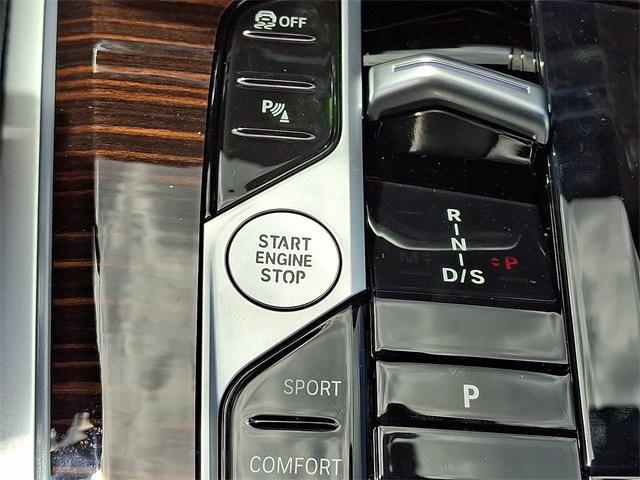 OFF
P
START
ENGINE
STOP
R
N
D/S
M
P
SPORT
P
COMFORT